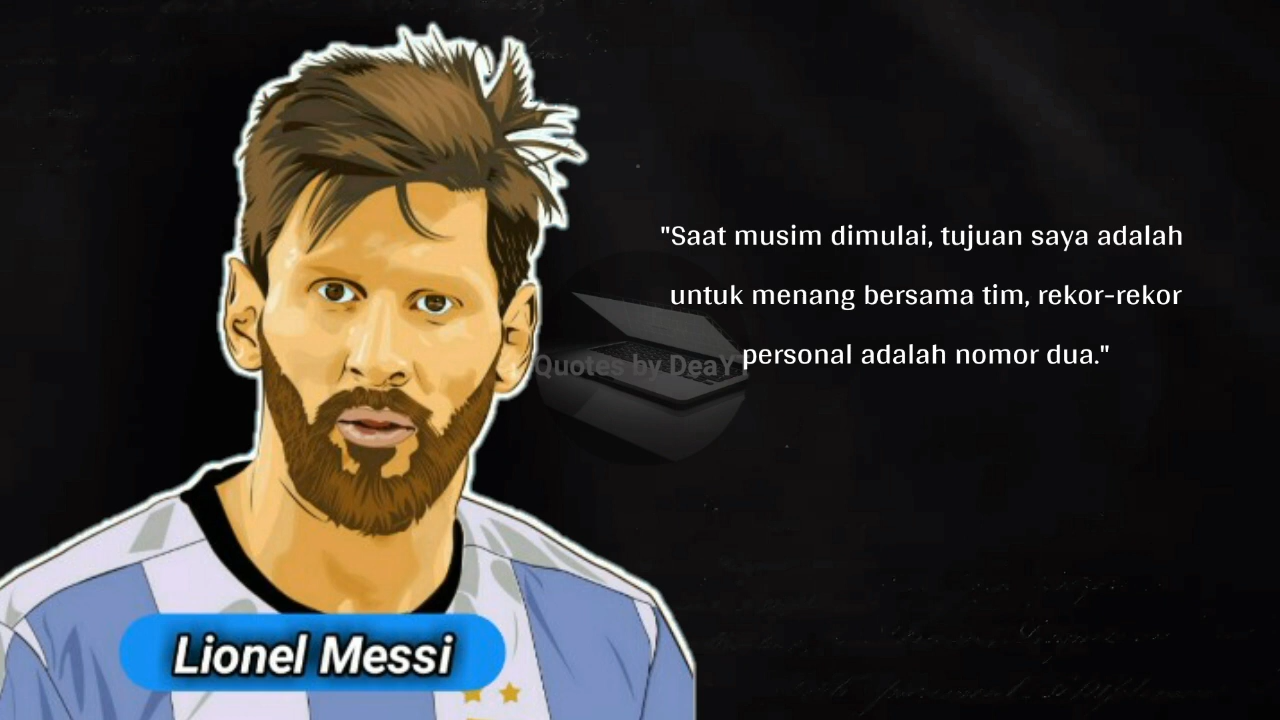 "Saat musim dimulai, tujuan saya adalah
untuk menang bersama tim, rekor-rekor
personal adalah nomor dua."
Quotes by DeaYT
Lionel Messi